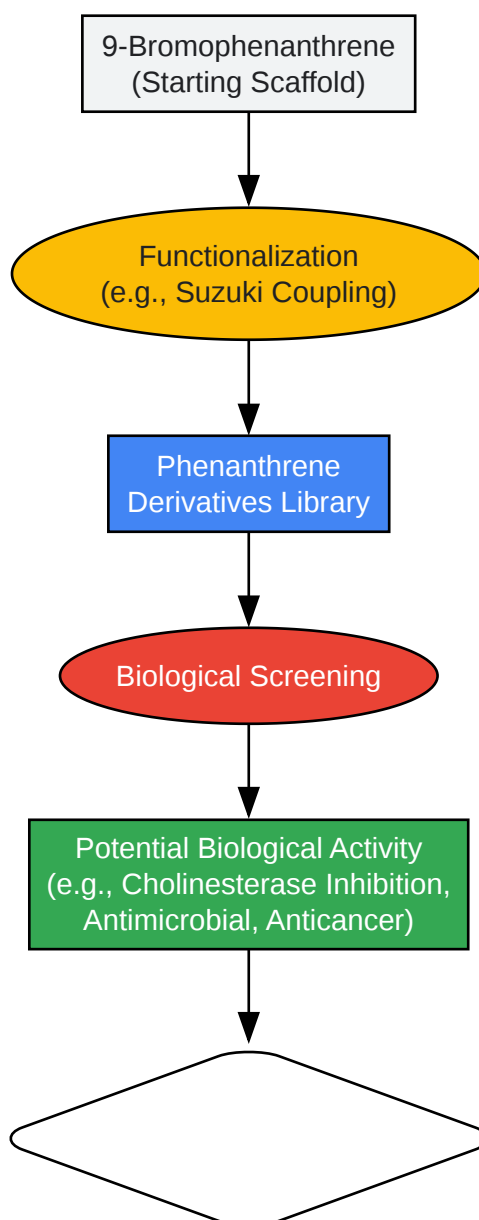 9-Bromophenanthrene
(Starting Scaffold)
Functionalization
(e.g., Suzuki Coupling)
Phenanthrene
Derivatives Library
Biological Screening
Potential Biological Activity
(e.g., Cholinesterase Inhibition,
Antimicrobial, Anticancer)